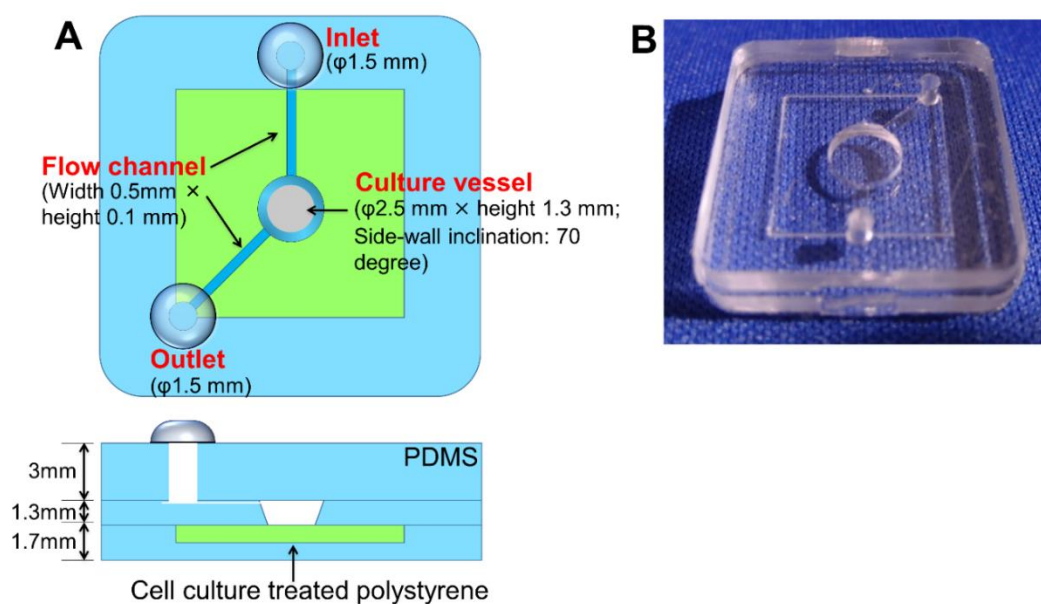 A
Inlet
(φ1.5 mm)
Flow channel
(Width 0.5mm ×
height 0.1 mm)
Culture vessel
(φ2.5 mm × height 1.3 mm;
Side-wall inclination: 70
degree)
Outlet
(φ1.5 mm)
B
PDMS
3mm
1.3mm
1.7mm
Cell culture treated polystyrene